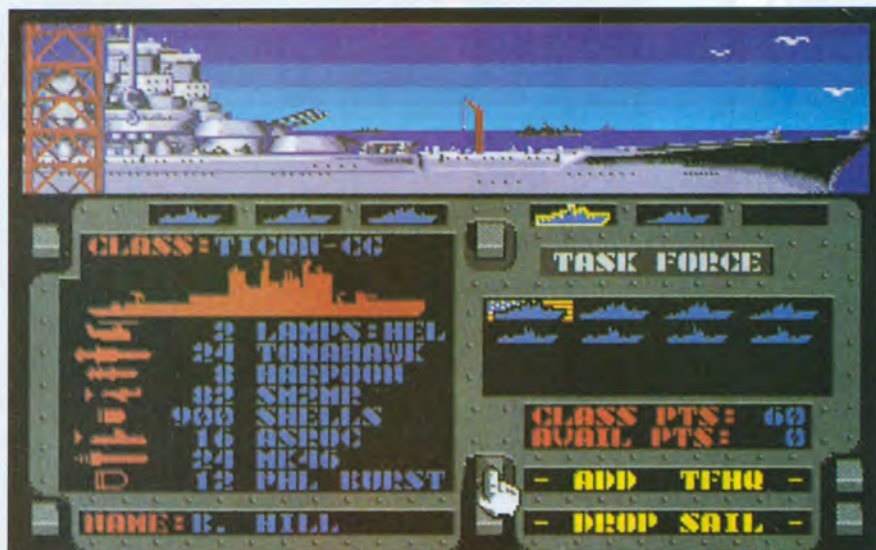 CLASS:TICON-CG
2 LAMPS:HEL
24 TOMAHAWK
8 HARPOON
82 SM2MR
900 SHELLS
16 ASROC
24 MK46
12 PHL BURST
NAME:B. HILL
TASK FORCE
CLASS PTS: 60
AVAIL PTS: 0
- ADD TFHQ -
- DROP SAIL -